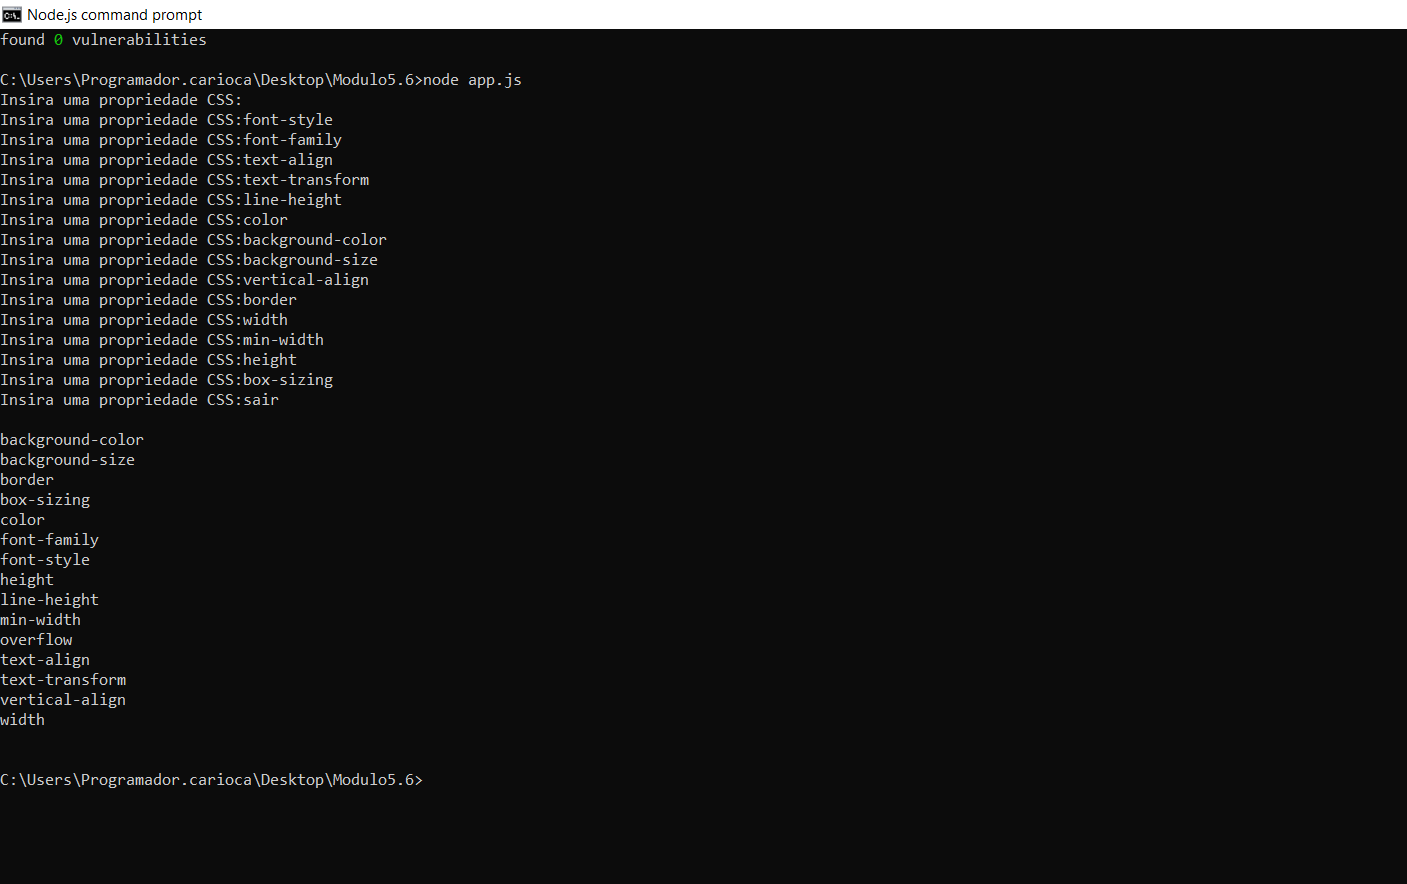 Node.js command prompt
found 0 vulnerabilities
C:\Users\Programador.carioca\Desktop\Modulo5.6>node app.js
Insira uma propriedade CSS:
Insira uma propriedade CSS:font-style
Insira uma propriedade CSS:font-family
Insira uma propriedade CSS:text-align
Insira uma propriedade CSS:text-transform
Insira uma propriedade CSS:line-height
Insira uma propriedade CSS:color
Insira uma propriedade CSS:background-color
Insira uma propriedade CSS:background-size
Insira uma propriedade CSS:vertical-align
Insira uma propriedade CSS:border
Insira uma propriedade CSS:width
Insira uma propriedade CSS:min-width
Insira uma propriedade CSS:height
Insira uma propriedade CSS:box-sizing
Insira uma propriedade CSS:sair
background-color
background-size
border
box-sizing
color
font-family
font-style
height
line-height
min-width
overflow
text-align
text-transform
vertical-align
width
C:\Users\Programador.carioca\Desktop\Modulo5.6>